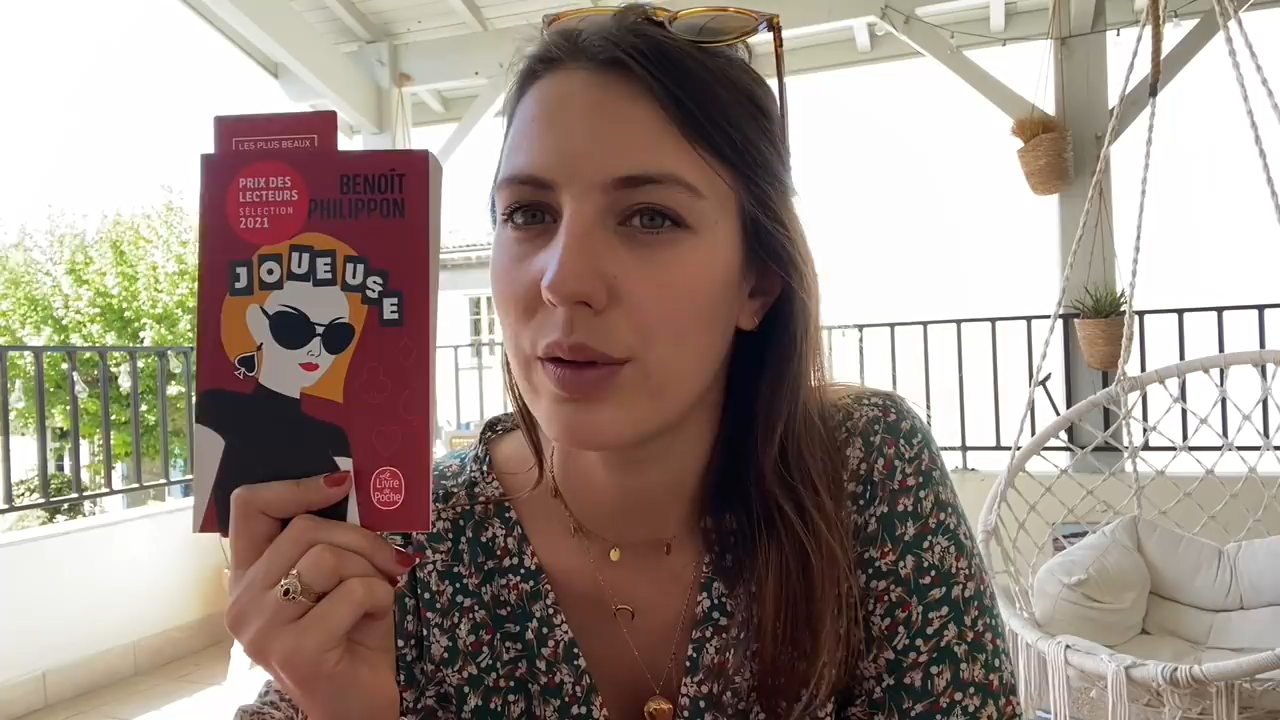 LES PLUS BEAUX
PRIX DES
LECTEURS
SÉLECTION
2021
BENOÎT
PHILIPPON
JOUEUSE
Le
Livre
de
Poche